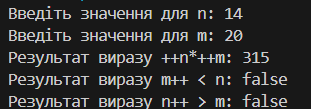 Введіть значення для n: 14
Введіть значення для m: 20
Результат виразу ++n*++m: 315
Результат виразу m++ < n: false
Результат виразу n++ > m: false